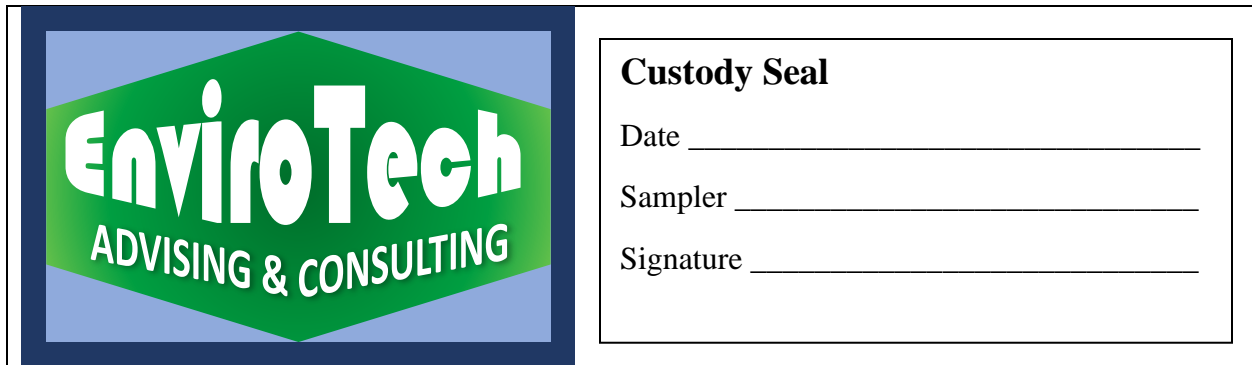 EnviroTech
ADVISING & CONSULTING
Custody Seal
Date ________________________________
Sampler _____________________________
Signature ____________________________